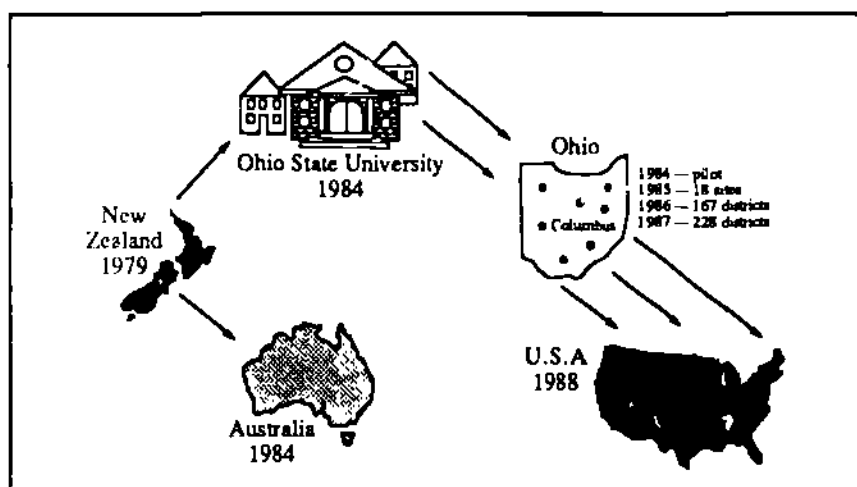 Ohio State University
1984
New
Zealand
1979
Australia
1984
Ohio
1984 — pilot
1985 — 18 sites
1986 — 167 districts
1987 — 228 districts
Columbus
U.S.A
1988